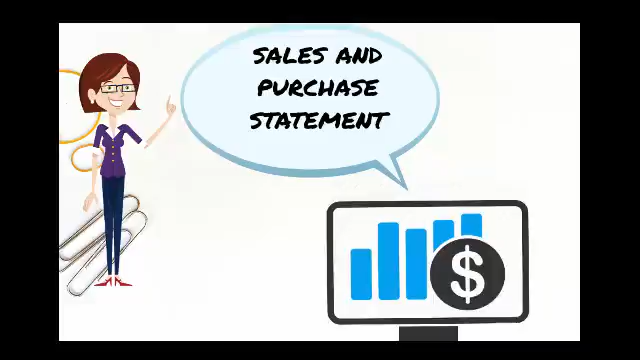 SALES AND
PURCHASE
STATEMENT
$